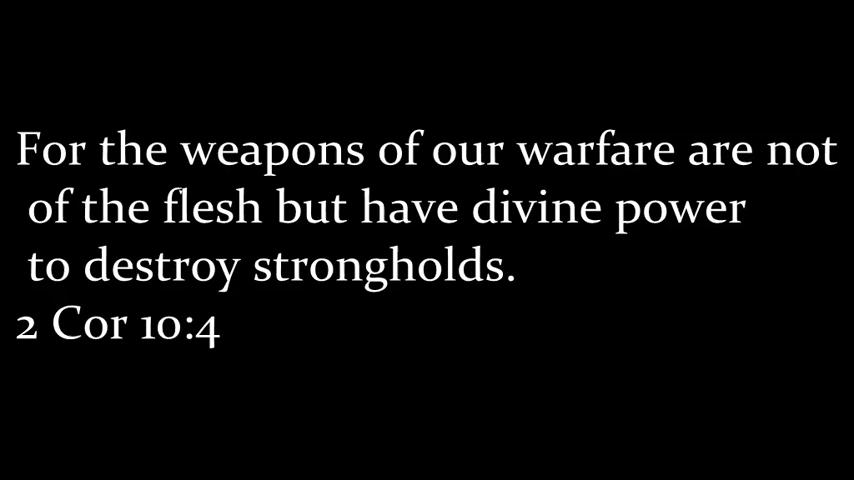 For the weapons of our warfare are not
of the flesh but have divine power
to destroy strongholds.
2 Cor 10:4